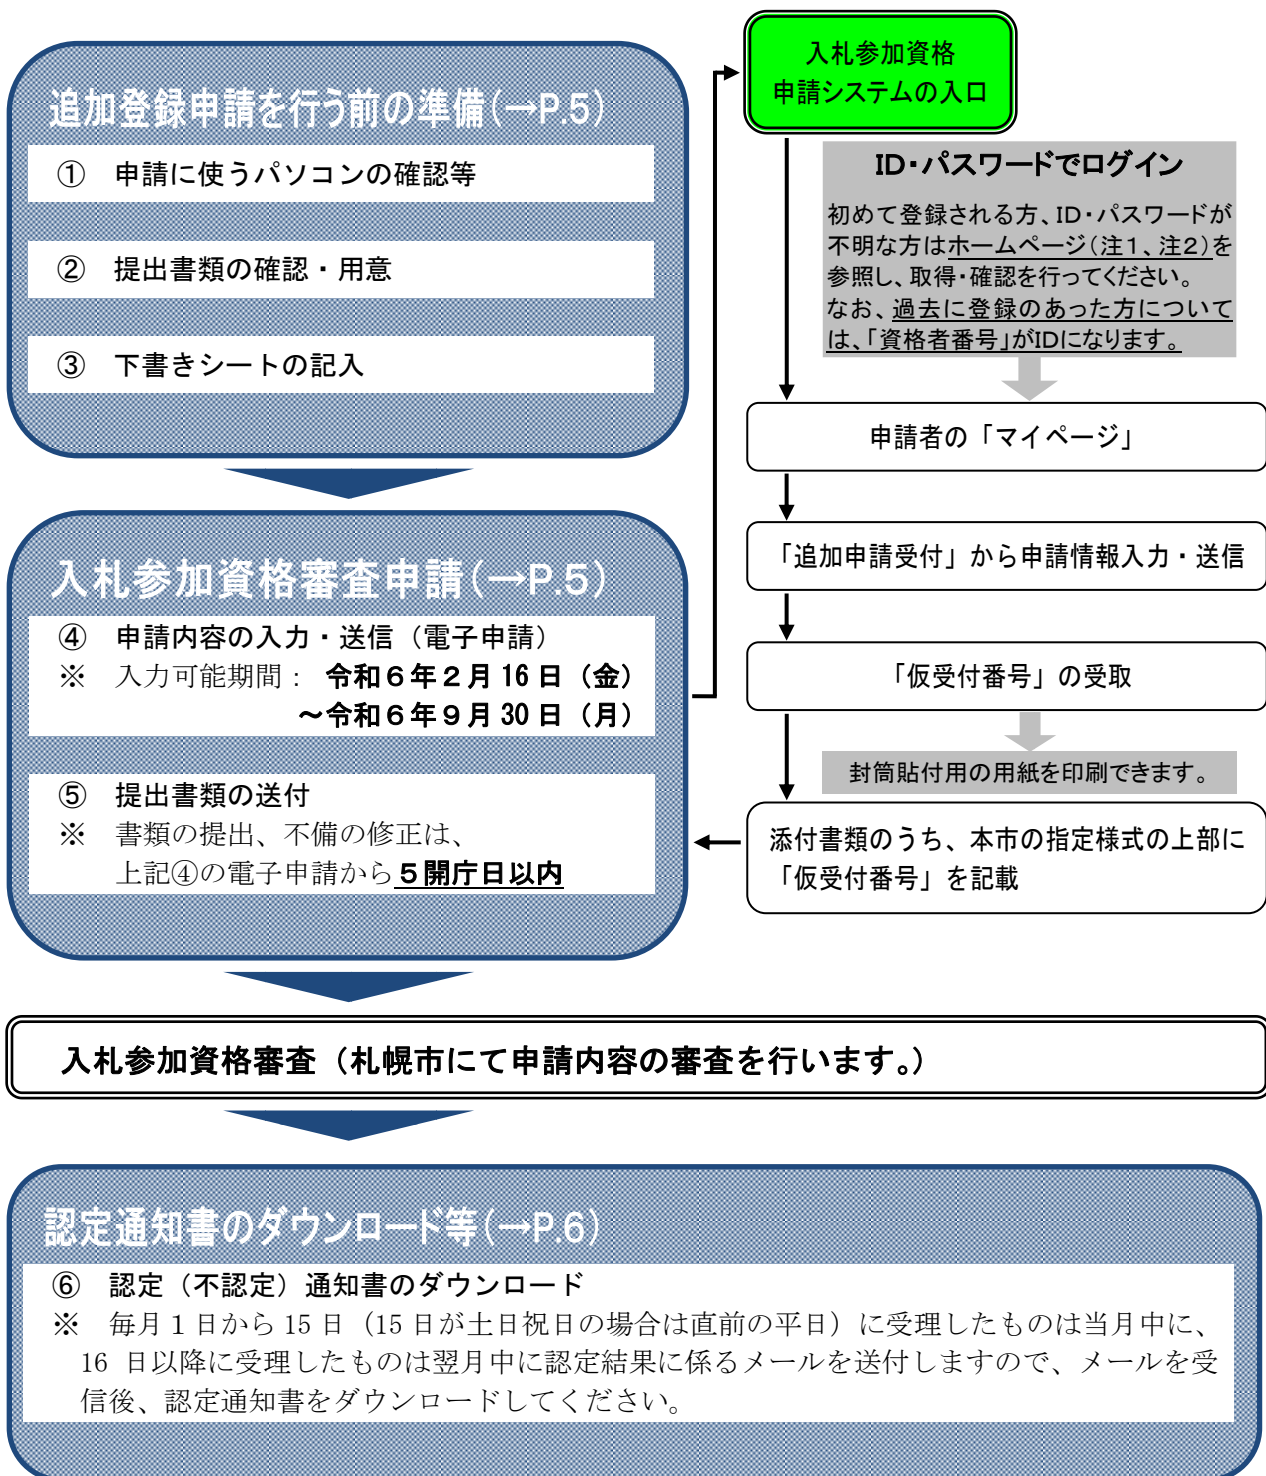 追加登録申請を行う前の準備(→P.5)
① 申請に使うパソコンの確認等
② 提出書類の確認・用意
③ 下書きシートの記入
入札参加資格審査申請(→P.5)
④ 申請内容の入力・送信（電子申請）
※ 入力可能期間： 令和６年２月 16 日（金）
～令和６年９月 30 日（月）
⑤ 提出書類の送付
※ 書類の提出、不備の修正は、
上記④の電子申請から５開庁日以内
入札参加資格
申請システムの入口
ID・パスワードでログイン
初めて登録される方、ID・パスワードが
不明な方はホームページ（注１、注２）を
参照し、取得・確認を行ってください。
なお、過去に登録のあった方について
は、「資格者番号」がIDになります。
申請者の「マイページ」
「追加申請受付」から申請情報入力・送信
「仮受付番号」の受取
封筒貼付用の用紙を印刷できます。
添付書類のうち、本市の指定様式の上部に
「仮受付番号」を記載
入札参加資格審査（札幌市にて申請内容の審査を行います。）
認定通知書のダウンロード等(→P.6)
⑥ 認定（不認定）通知書のダウンロード
※ 毎月１日から 15 日（15 日が土日祝日の場合は直前の平日）に受理したものは当月中に、
16 日以降に受理したものは翌月中に認定結果に係るメールを送付しますので、メールを受
信後、認定通知書をダウンロードしてください。